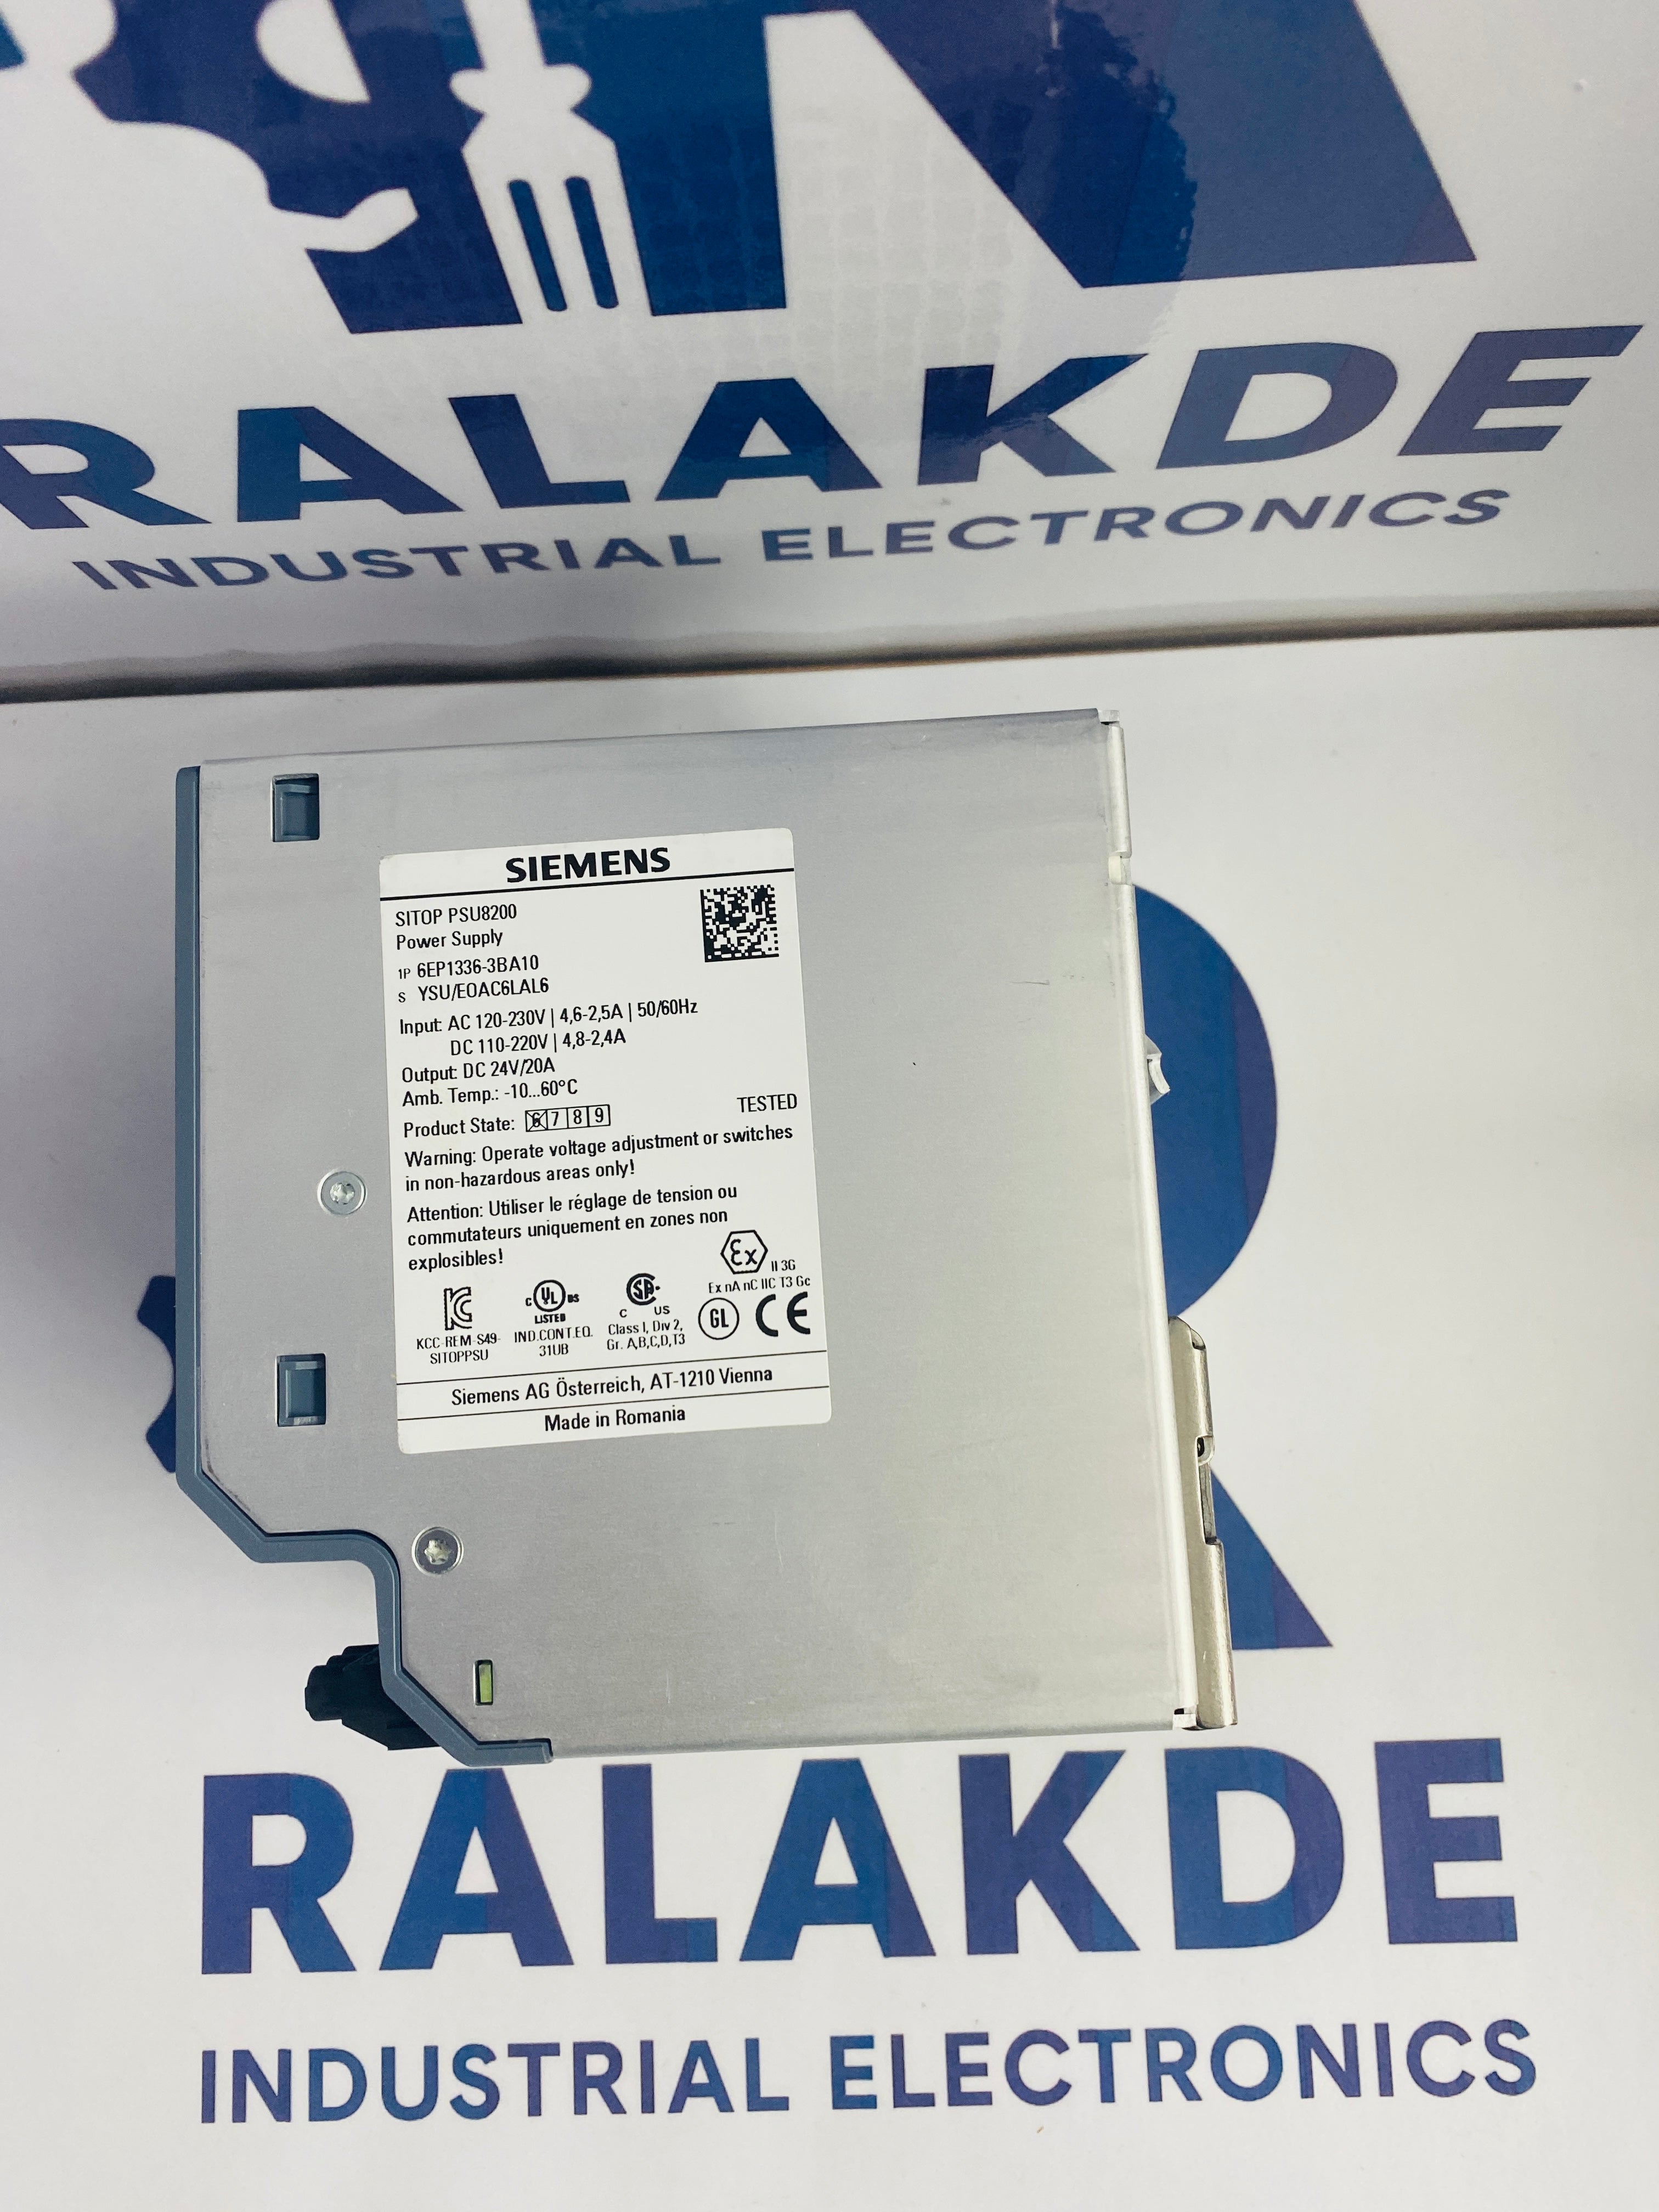 RALAKDE
INDUSTRIAL ELECTRONICS
SIEMENS
SITOP PSU8200
Power Supply
1P 6EP1336-3BA10
S YSU/E0AC6LAL6
Input: AC 120-230V | 4,6-2,5A | 50/60Hz
DC 110-220V | 4,8-2,4A
Output: DC 24V/20A
Amb. Temp.: -10...60°C
Product State: 6 7 8 9
TESTED
Warning: Operate voltage adjustment or switches
in non-hazardous areas only!
Attention: Utiliser le réglage de tension ou
commutateurs uniquement en zones non
explosibles!
Ex II 3G
Ex nA nC IIC T3 Gc
KCC-REM-S49-
SITOPPSU
C UL US
LISTED
IND.CONT.EQ.
31UB
SA
C US
Class I, Div 2,
Gr. A,B,C,D,T3
GL CE
Siemens AG Österreich, AT-1210 Vienna
Made in Romania
RALAKDE
INDUSTRIAL ELECTRONICS